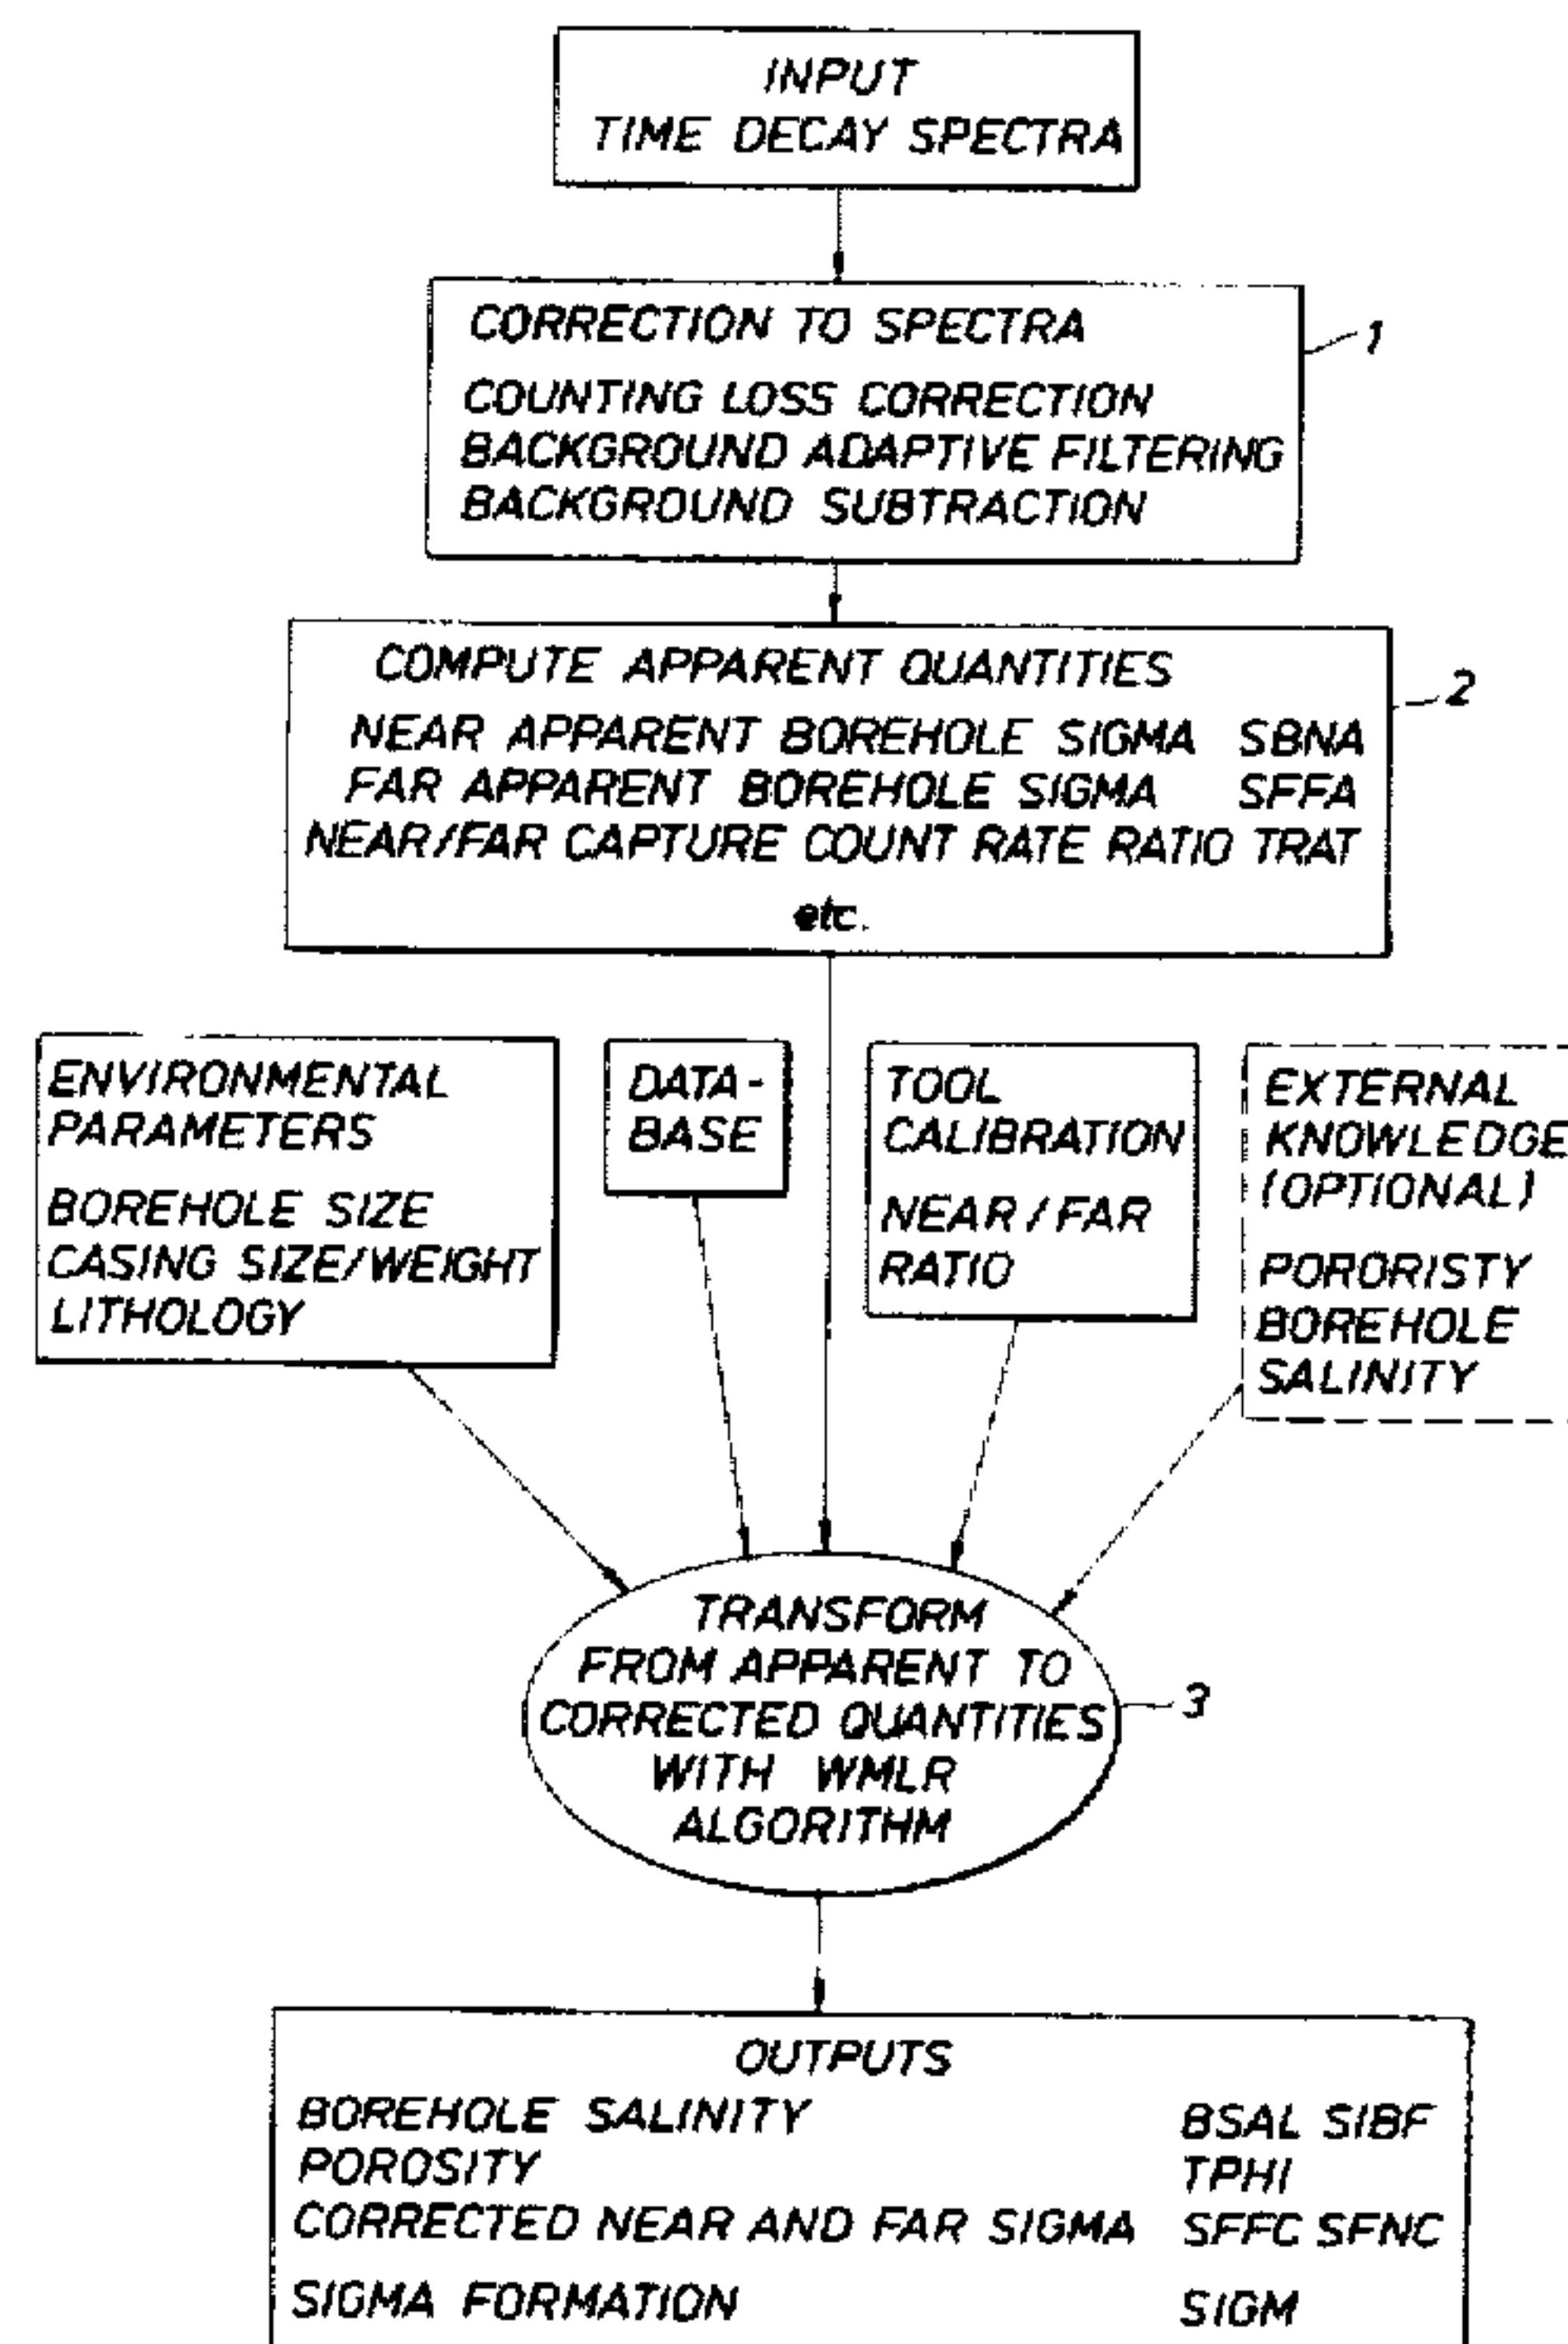 INPUT
TIME DECAY SPECTRA
CORRECTION TO SPECTRA
COUNTING LOSS CORRECTION
BACKGROUND ADAPTIVE FILTERING
BACKGROUND SUBTRACTION
1
COMPUTE APPARENT QUANTITIES
NEAR APPARENT BOREHOLE SIGMA SBNA
FAR APPARENT BOREHOLE SIGMA SFFA
NEAR/FAR CAPTURE COUNT RATE RATIO TRAT
etc.
2
ENVIRONMENTAL
PARAMETERS
BOREHOLE SIZE
CASING SIZE/WEIGHT
LITHOLOGY
DATA-
BASE
TOOL
CALIBRATION
NEAR/FAR
RATIO
EXTERNAL
KNOWLEDGE
(OPTIONAL)
PORORISTY
BOREHOLE
SALINITY
TRANSFORM
FROM APPARENT TO
CORRECTED QUANTITIES
WITH WMLR
ALGORITHM
3
OUTPUTS
BOREHOLE SALINITY BSAL SIBF
POROSITY TPHI
CORRECTED NEAR AND FAR SIGMA SFFC SFNC
SIGMA FORMATION SIGM